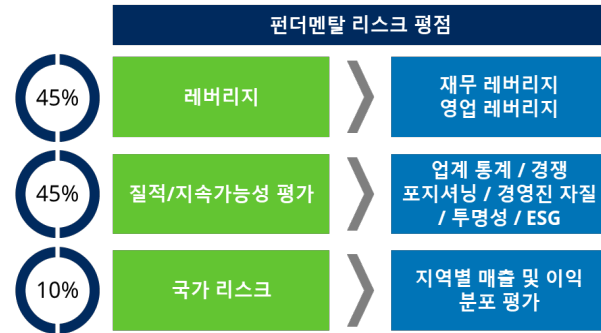 펀더멘탈 리스크 평점
45%
레버리지
재무 레버리지
영업 레버리지
45%
질적/지속가능성 평가
업계 통계 / 경쟁
포지셔닝 / 경영진 자질
/ 투명성 / ESG
10%
국가 리스크
지역별 매출 및 이익
분포 평가